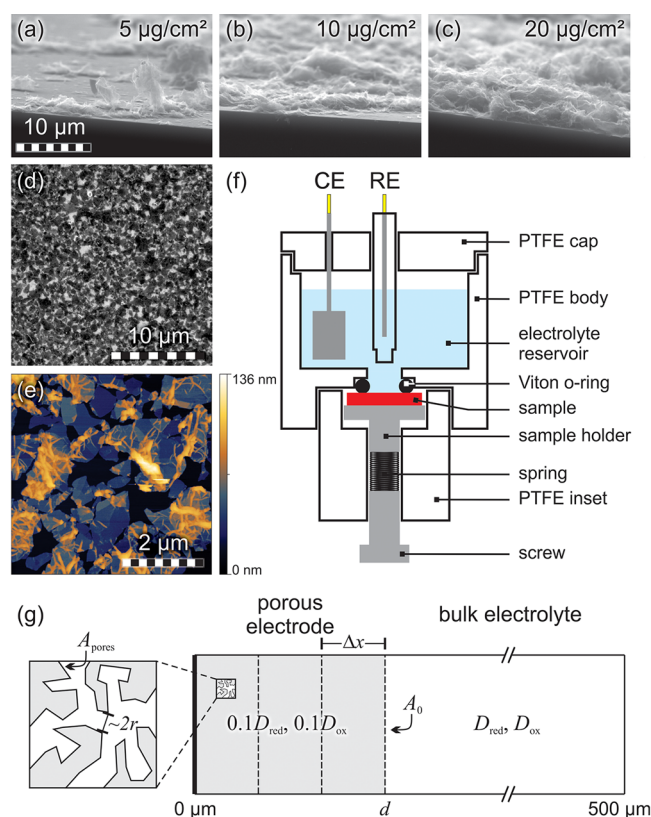 (a) 5 µg/cm²
(b) 10 µg/cm²
(c) 20 µg/cm²
10 µm
(d)
10 µm
(e)
2 µm
136 nm
0 nm
(f)
CE RE
PTFE cap
PTFE body
electrolyte
reservoir
Viton o-ring
sample
sample holder
spring
PTFE inset
screw
(g)
porous
electrode
bulk electrolyte
Δx
A_pores
~2r
0.1D_red, 0.1D_ox
A_0
D_red, D_ox
0 µm
d
500 µm